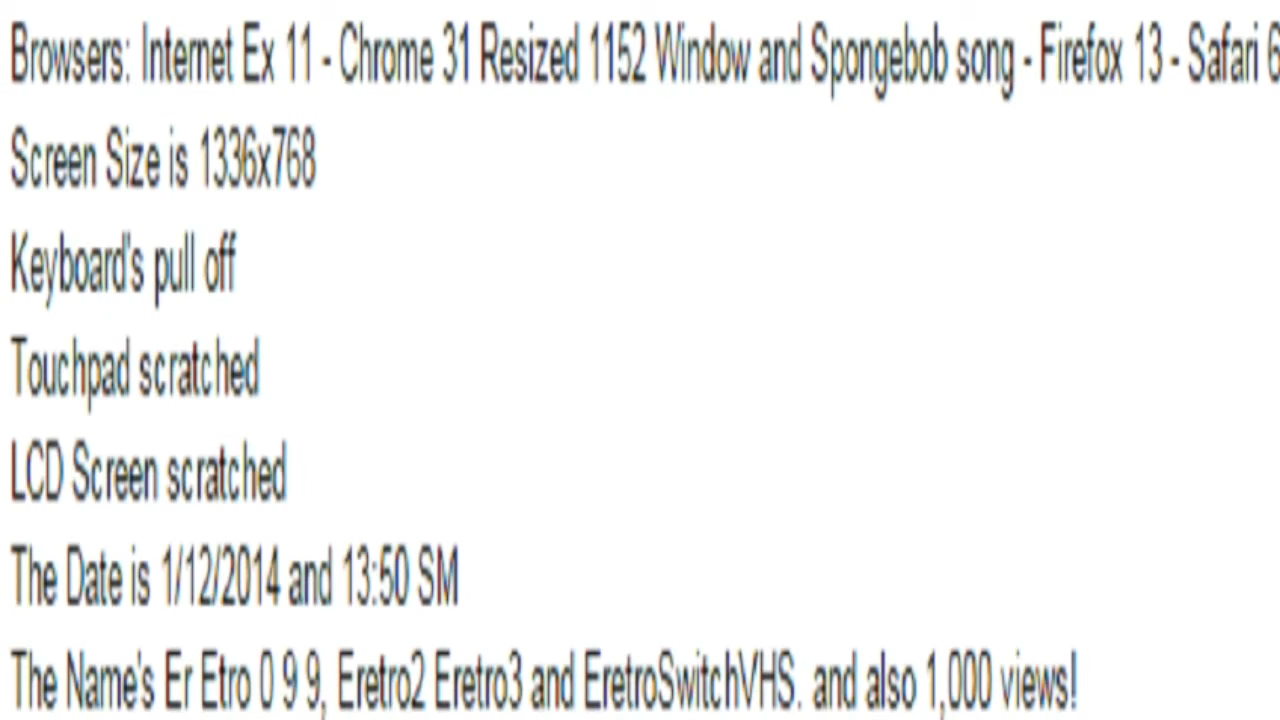 Browsers: Internet Ex 11 - Chrome 31 Resized 1152 Window and Spongebob song - Firefox 13 - Safari 6
Screen Size is 1336x768
Keyboard's pull off
Touchpad scratched
LCD Screen scratched
The Date is 1/12/2014 and 13:50 SM
The Name's Er Etro 0 9 9, Eretro2 Eretro3 and EretroSwitchVHS. and also 1,000 views!